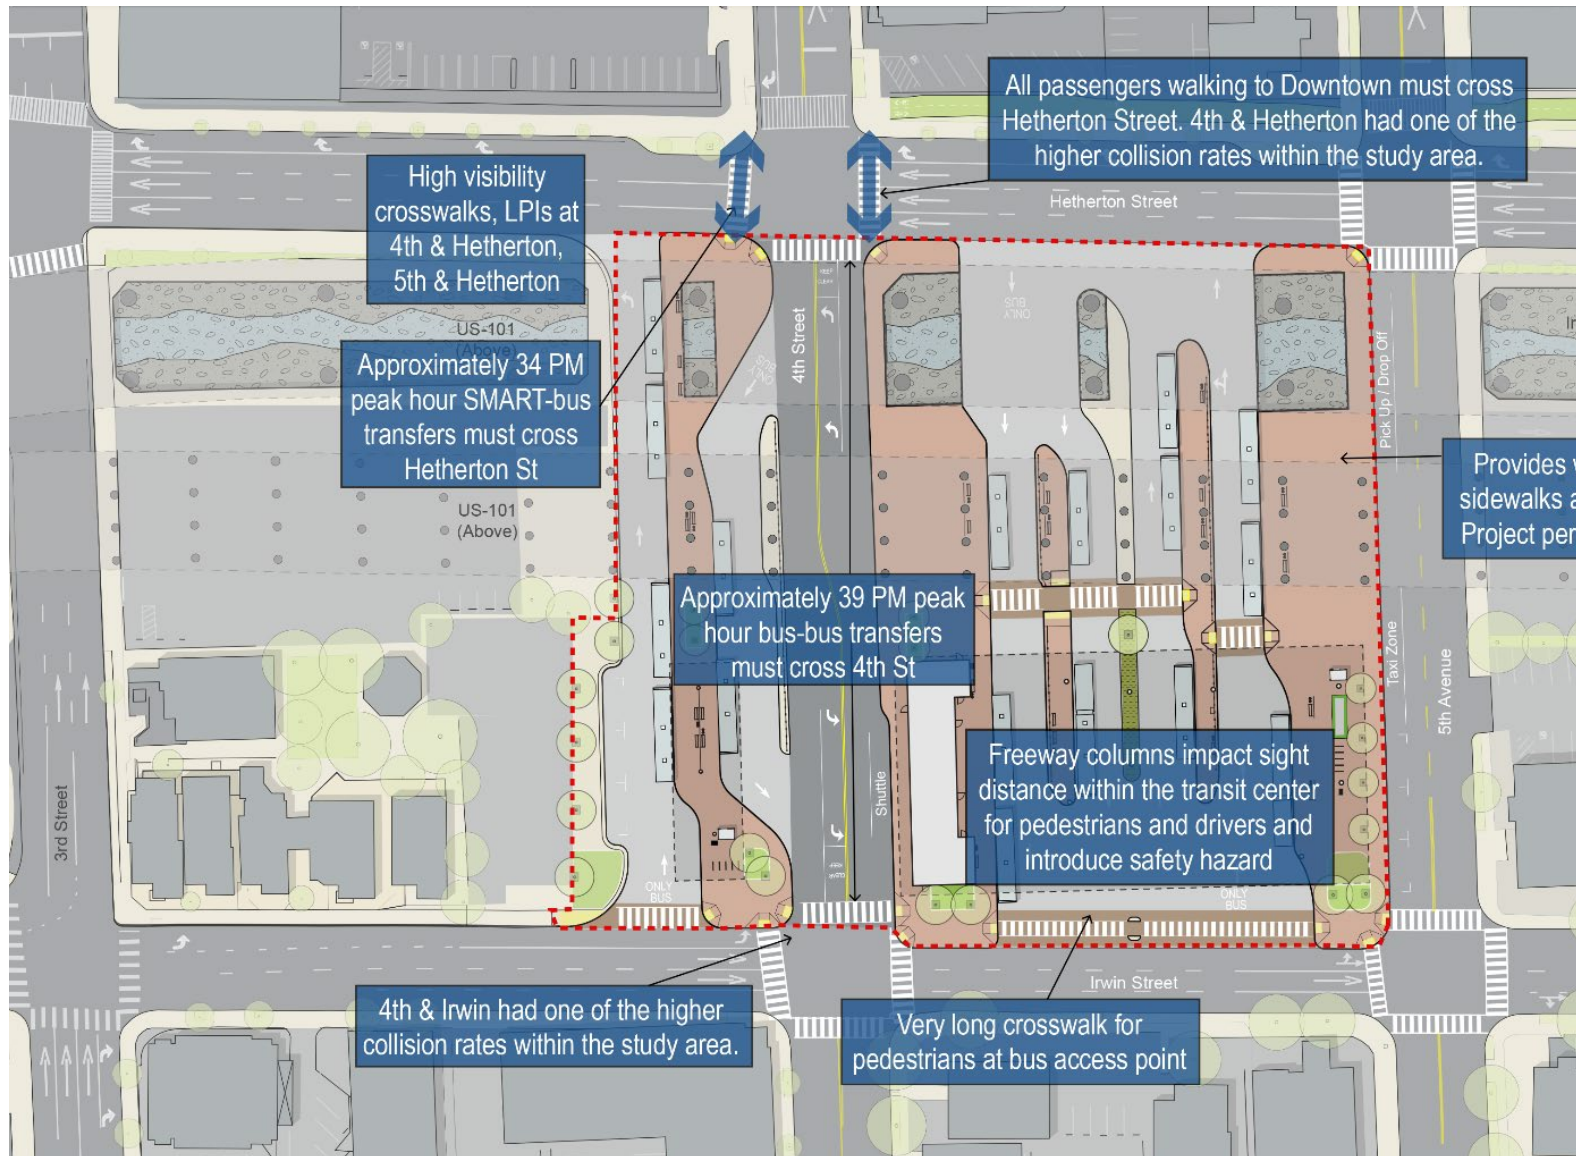 All passengers walking to Downtown must cross
Hetherton Street. 4th & Hetherton had one of the
higher collision rates within the study area.
High visibility
crosswalks, LPIs at
4th & Hetherton,
5th & Hetherton
Hetherton Street
US-101
(Above)
Approximately 34 PM
peak hour SMART-bus
transfers must cross
Hetherton St
4th Street
KEEP
CLEAR
ONLY
BUS
ONLY
BUS
Pick Up / Drop Off
Provides
sidewalks a
Project per
US-101
(Above)
Approximately 39 PM peak
hour bus-bus transfers
must cross 4th St
Taxi Zone
5th Avenue
3rd Street
Shuttle
Freeway columns impact sight
distance within the transit center
for pedestrians and drivers and
introduce safety hazard
ONLY
BUS
ONLY
BUS
Irwin Street
4th & Irwin had one of the higher
collision rates within the study area.
Very long crosswalk for
pedestrians at bus access point